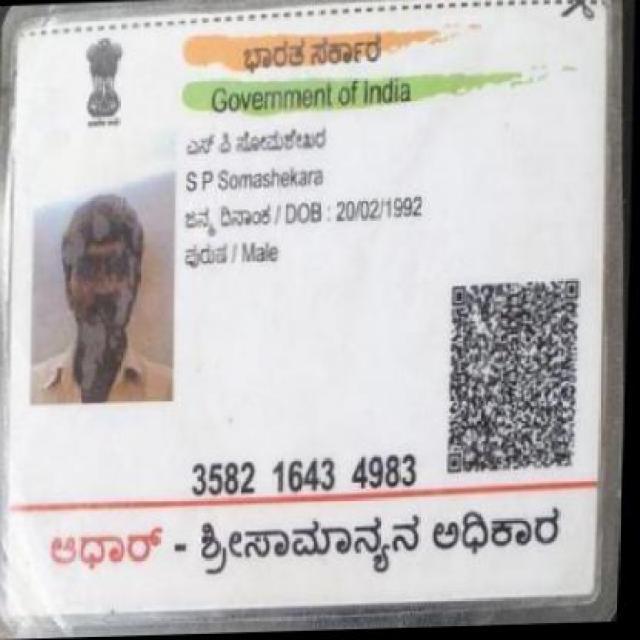 ಭಾರತ ಸರ್ಕಾರ
Government of India
ಎಸ್ ಪಿ ಸೋಮಶೇಖರ
S P Somashekara
ಜನ್ಮ ದಿನಾಂಕ / DOB : 20/02/1992
ಪುರುಷ / Male
3582 1643 4983
ಆಧಾರ್ - ಶ್ರೀಸಾಮಾನ್ಯನ ಅಧಿಕಾರ